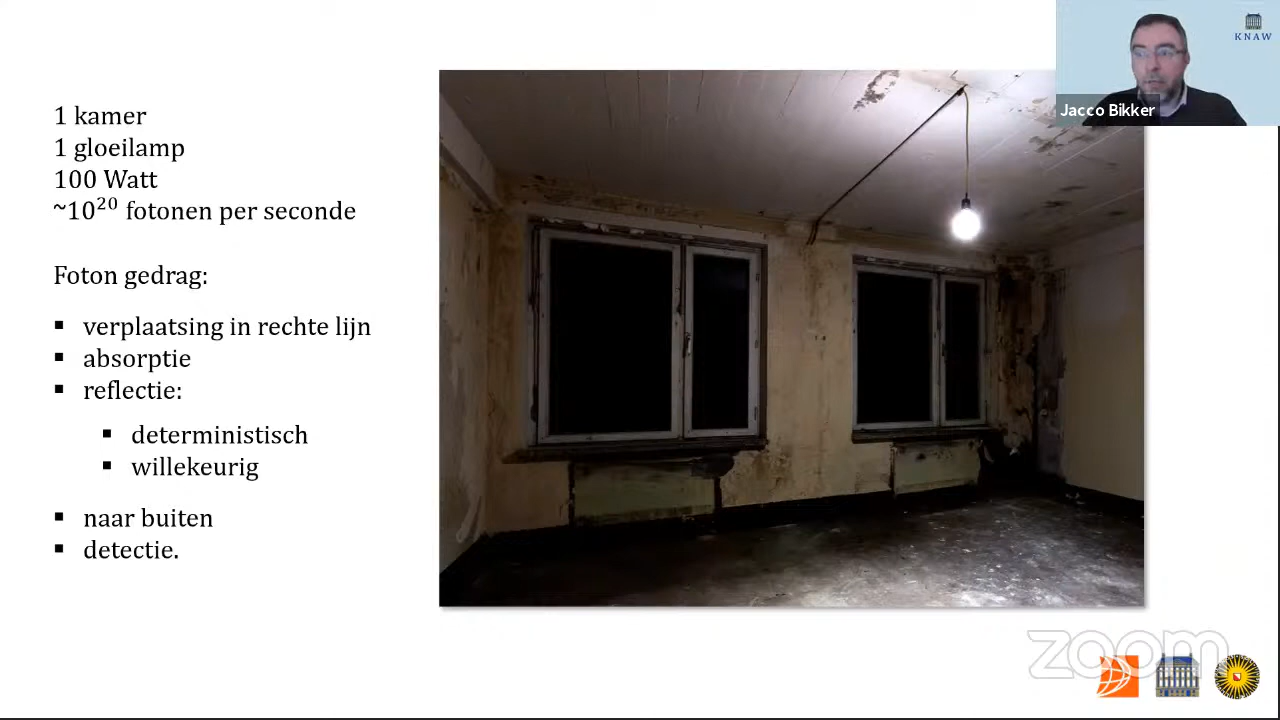 KNAW
Jacco Bikker
1 kamer
1 gloeilamp
100 Watt
~10²⁰ fotonen per seconde
Foton gedrag:
▪ verplaatsing in rechte lijn
▪ absorptie
▪ reflectie:
▪ deterministisch
▪ willekeurig
▪ naar buiten
▪ detectie.
zoom